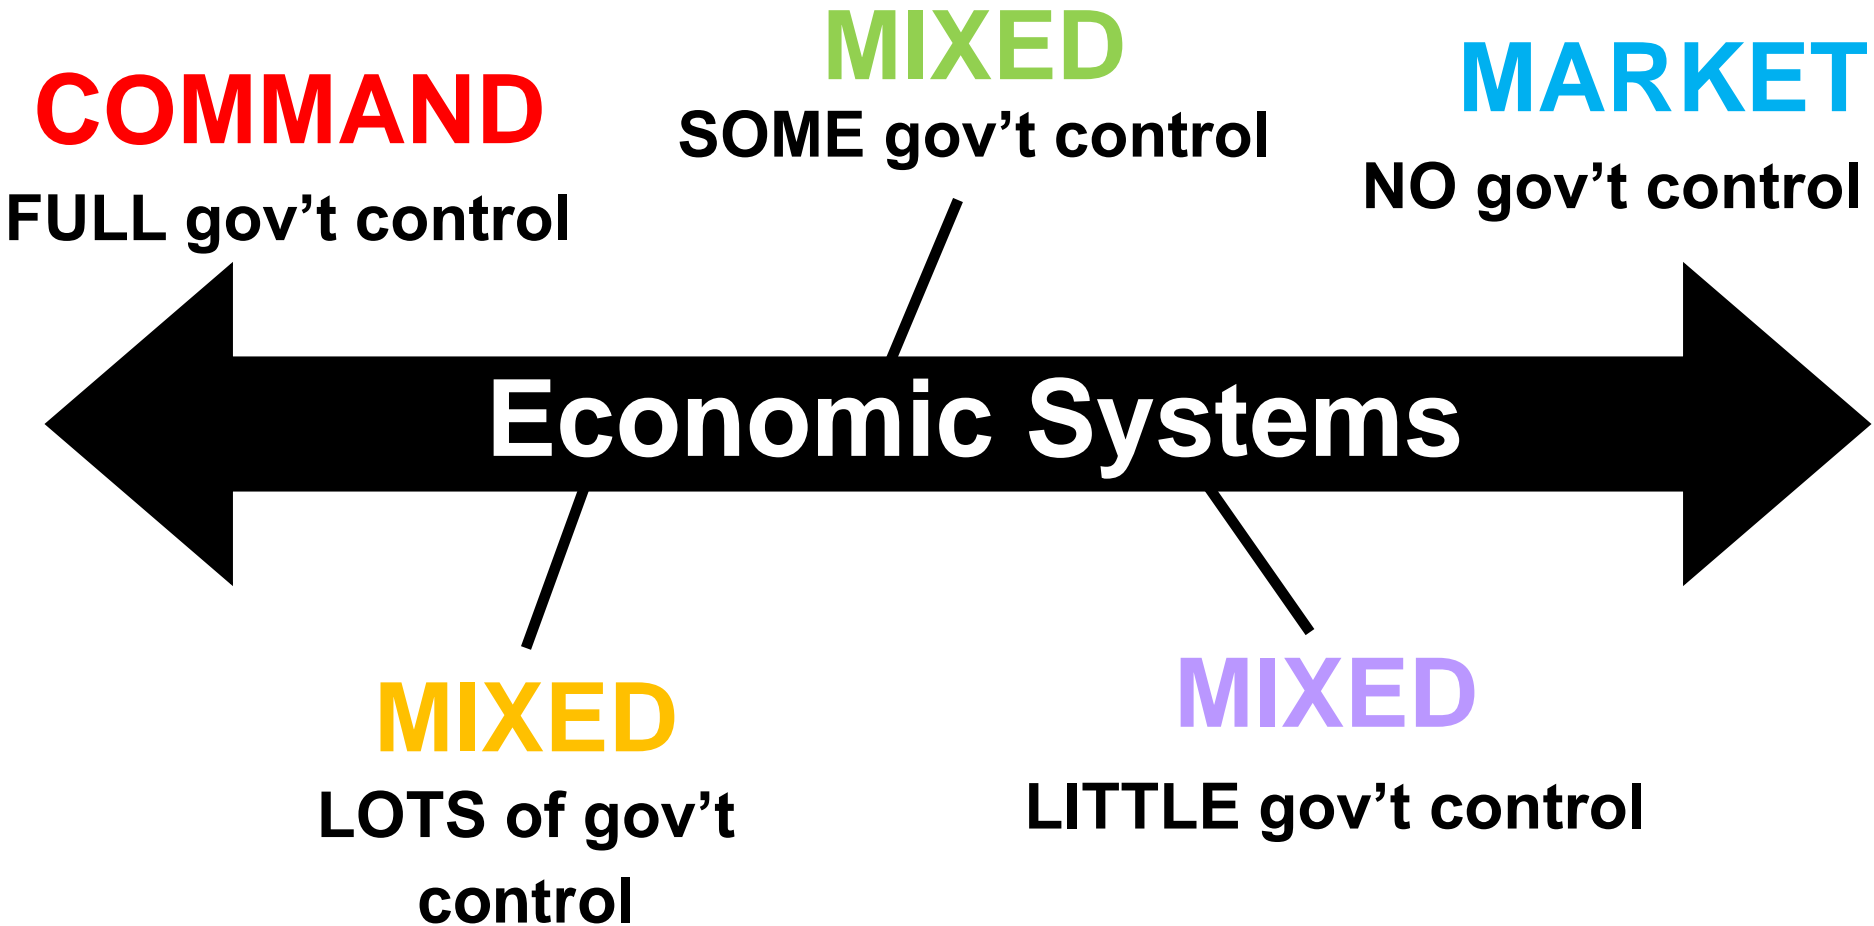 COMMAND
FULL gov’t control
MIXED
SOME gov’t control
MARKET
NO gov’t control
Economic Systems
MIXED
LOTS of gov’t
control
MIXED
LITTLE gov’t control